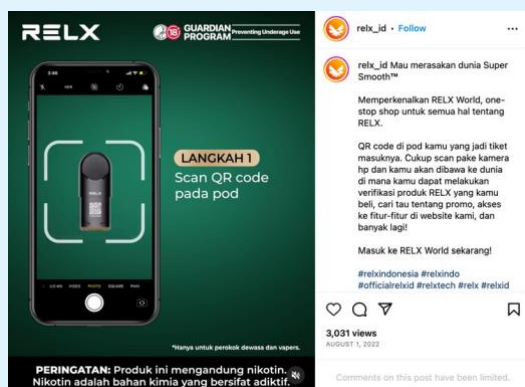 RELX
18+
GUARDIAN
PROGRAM
Preventing Underage Use
LANGKAH 1
Scan QR code
pada pod
RELX
VIDEO PHOTO SQUARE PANO
*Hanya untuk perokok dewasa dan vapers.
PERINGATAN: Produk ini mengandung nikotin.
Nikotin adalah bahan kimia yang bersifat adiktif.
relx_id • Follow
relx_id Mau merasakan dunia Super
Smooth™
Memperkenalkan RELX World, one-
stop shop untuk semua hal tentang
RELX.
QR code di pod kamu yang jadi tiket
masuknya. Cukup scan pake kamera
hp dan kamu akan dibawa ke dunia
di mana kamu dapat melakukan
verifikasi produk RELX yang kamu
beli, cari tau tentang promo, akses
ke fitur-fitur di website kami, dan
banyak lagi!
Masuk ke RELX World sekarang!
#relxindonesia #relxindo
#officialrelxid #relxtech #relx #relxid
3,031 views
AUGUST 1, 2022
Comments on this post have been limited.